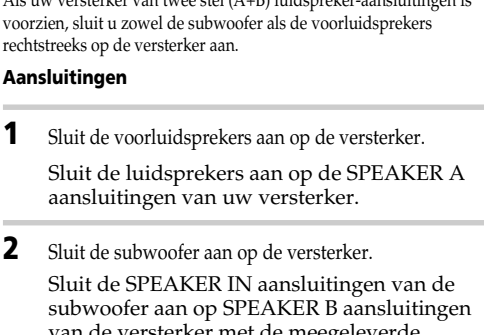 Als uw versterker van twee stel (A+B) luidspreker-aansluitingen is
voorzien, sluit u zowel de subwoofer als de voorluidsprekers
rechtstreeks op de versterker aan.
Aansluitingen
1 Sluit de voorluidsprekers aan op de versterker.
Sluit de luidsprekers aan op de SPEAKER A
aansluitingen van uw versterker.
2 Sluit de subwoofer aan op de versterker.
Sluit de SPEAKER IN aansluitingen van de
subwoofer aan op SPEAKER B aansluitingen
van de versterker met de meegeleverde